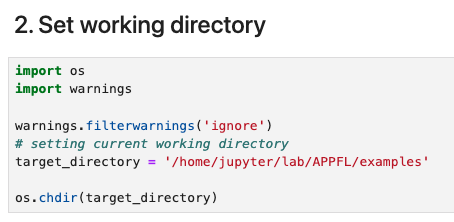 2. Set working directory
import os
import warnings
warnings.filterwarnings('ignore')
# setting current working directory
target_directory = '/home/jupyter/lab/APPFL/examples'
os.chdir(target_directory)